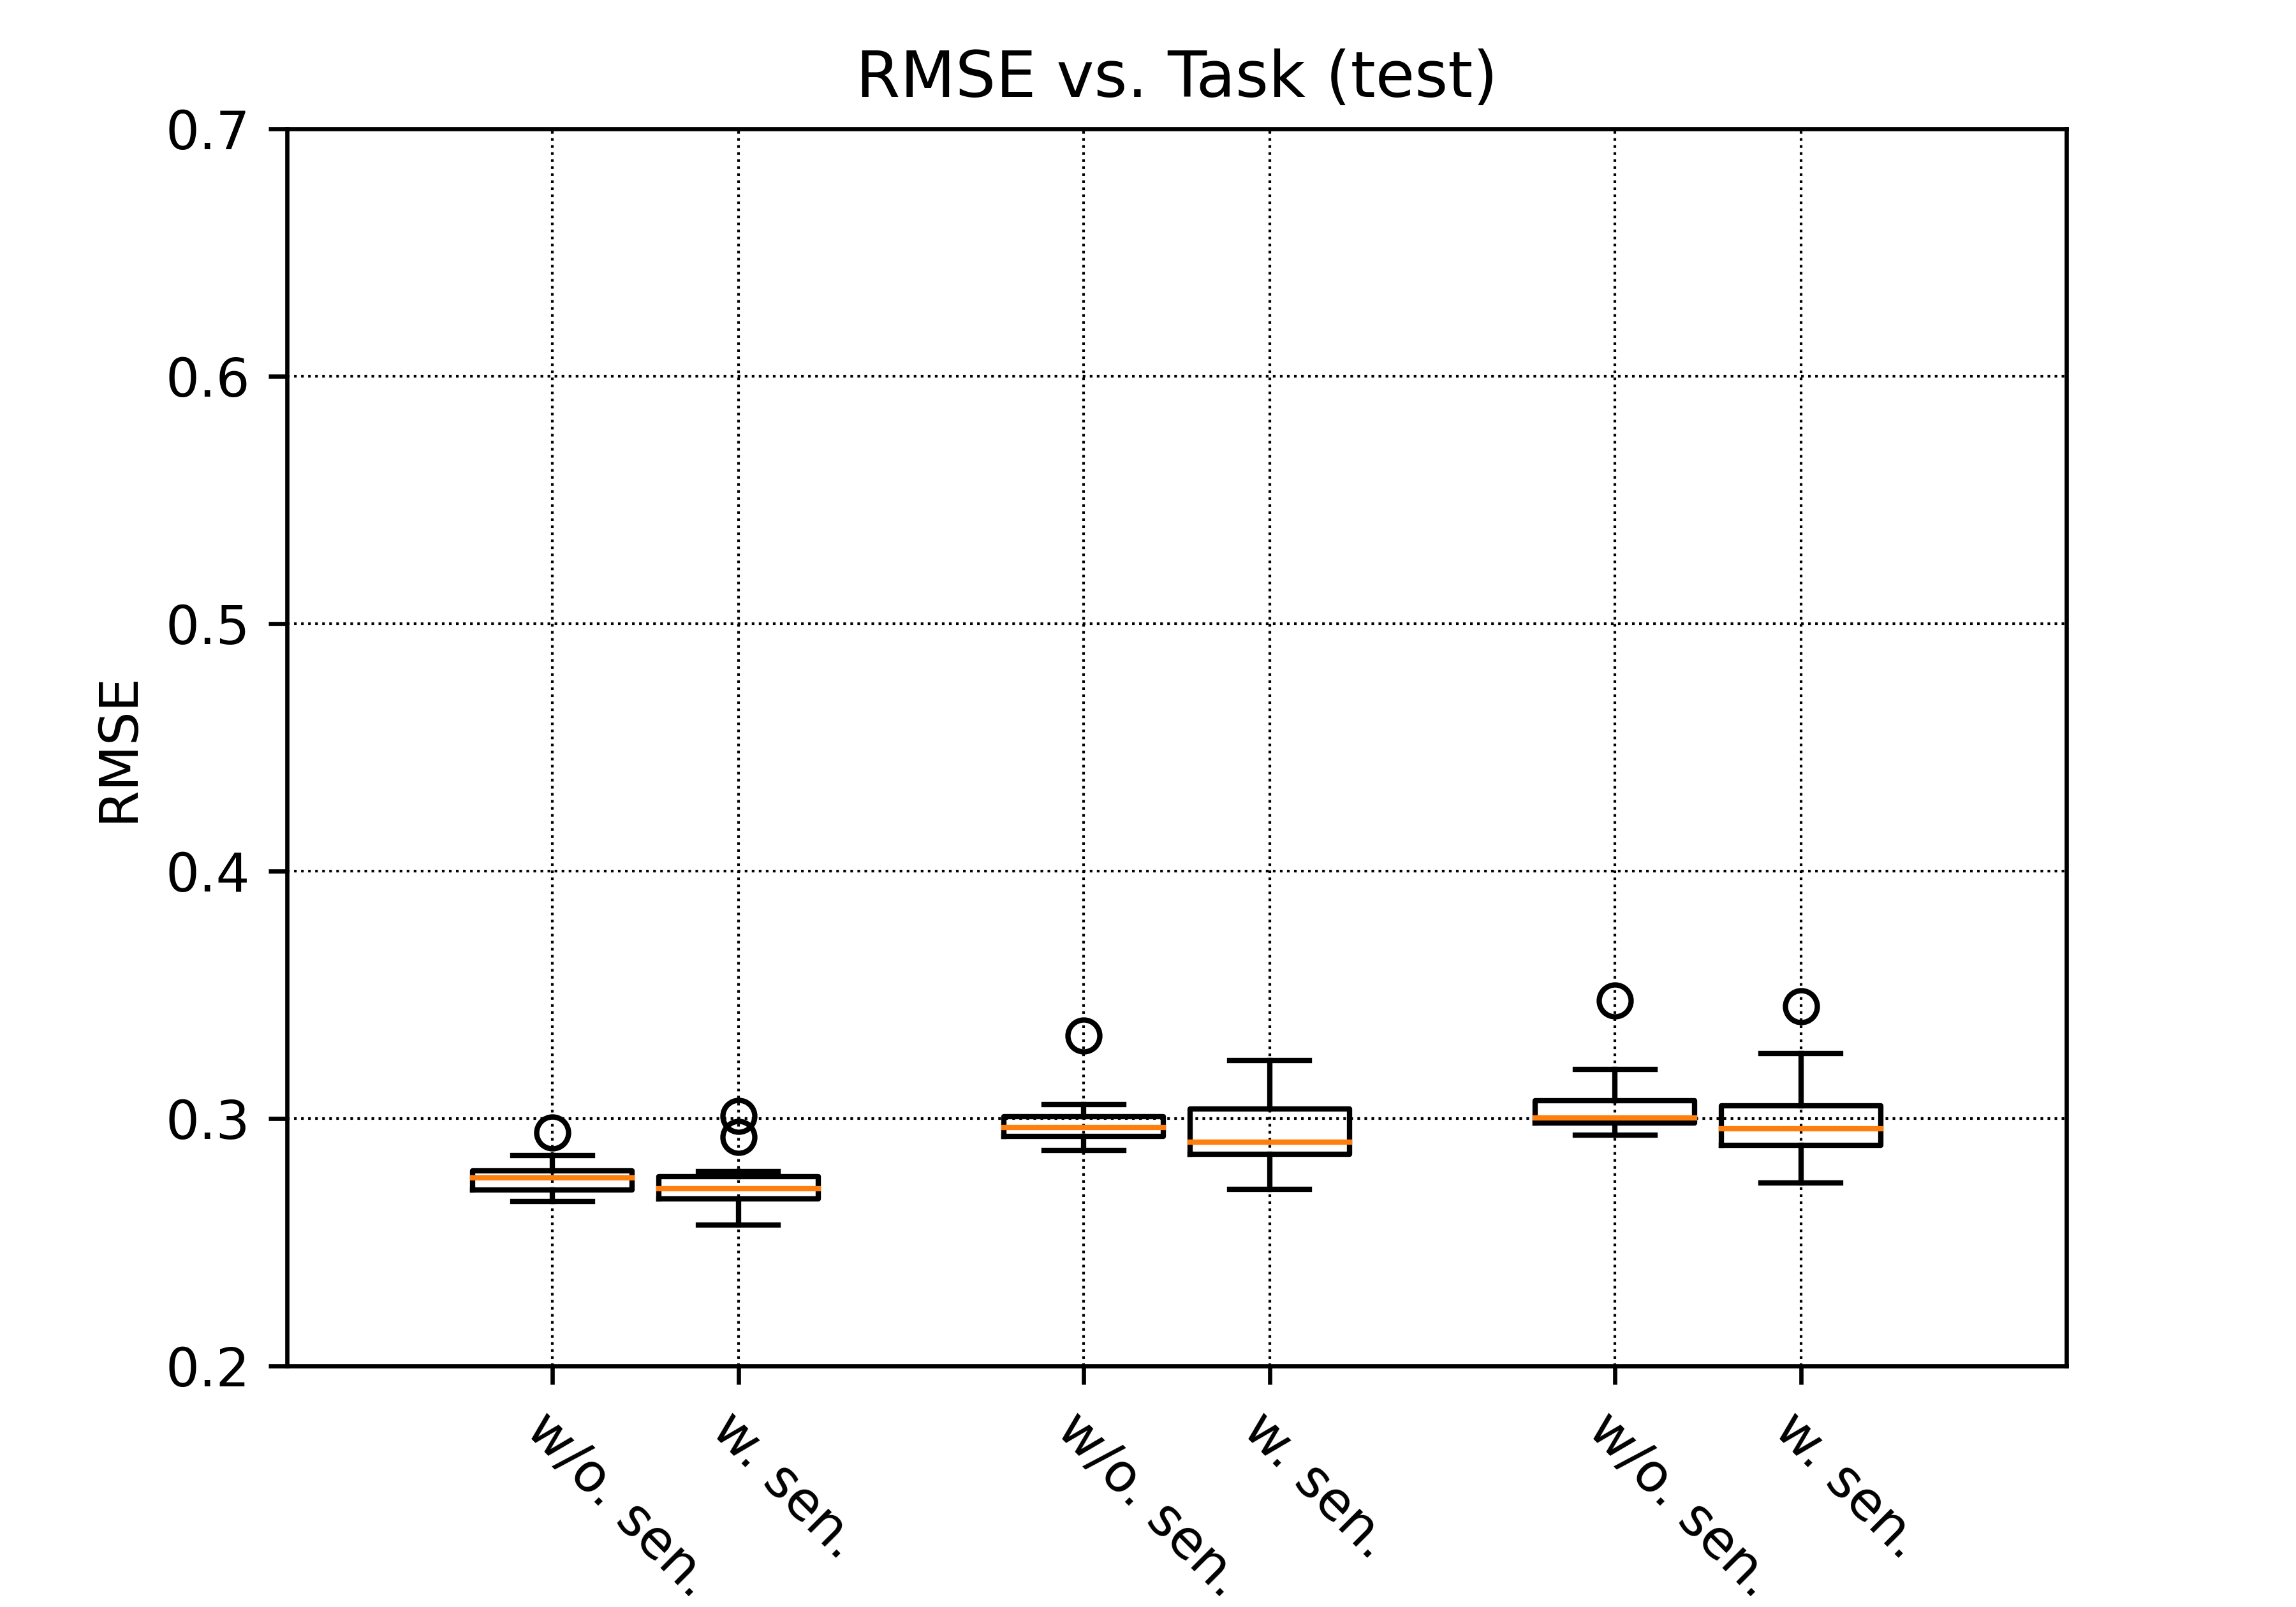 RMSE vs. Task (test)
0.7
0.6
0.5
0.4
0.3
0.2
RMSE
w/o. sen.
w. sen.
w/o. sen.
w. sen.
w/o. sen.
w. sen.